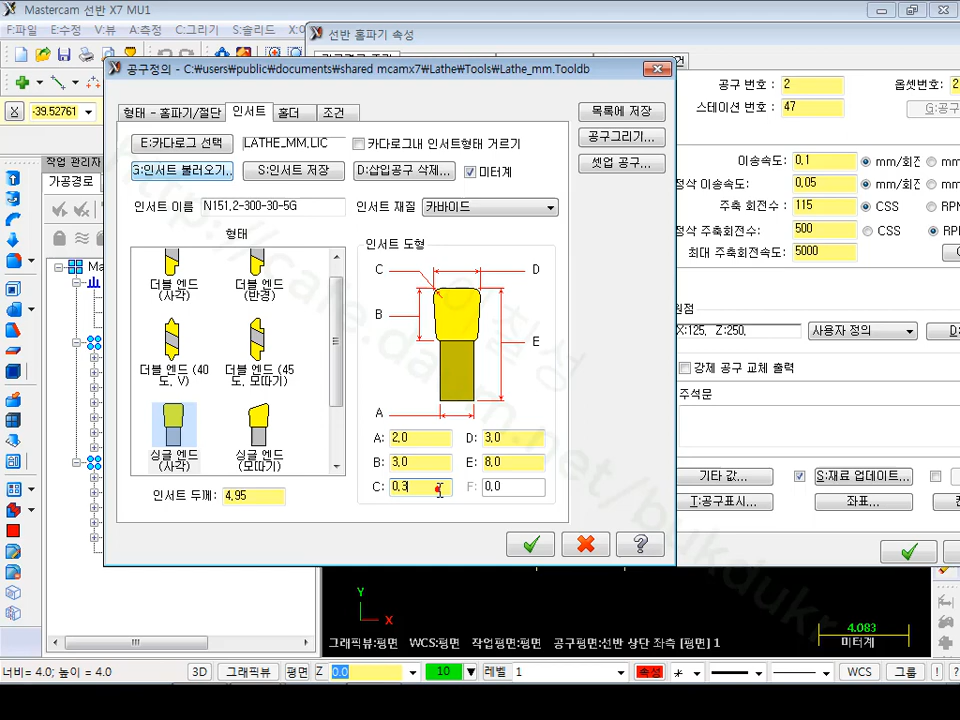 Mastercam 선반 X7 MU1
F:파일 E:수정 V:뷰 A:측정 C:그리기 S:솔리드 X:
선반 홈파기 속성
공구정의 - C:\users\public\documents\shared mcamx7\Lathe\Tools\Lathe_mm.Tooldb
-39.52761
형태 - 홈파기/절단 인서트 홀더 조건
목록에 저장
공구그리기...
셋업 공구...
E:카다로그 선택 LATHE_MM.LIC 카다로그내 인서트형태 거르기
G:인서트 불러오기.. S:인서트 저장 D:삽입공구 삭제... 미터계
인서트 이름 N151.2-300-30-5G 인서트 재질 카바이드
형태
더블 엔드 (사각)
더블 엔드 (반경)
더블 엔드 (40도, V)
더블 엔드 (45도, 모따기)
싱글 엔드 (사각)
싱글 엔드 (모따기)
인서트 두께: 4.95
인서트 도형
C D
B
E
A
A: 2.0 D: 3.0
B: 3.0 E: 8.0
C: 0.3 F: 0.0
작업 관리자
가공경로
공구 번호 : 2 옵셋번호: 2
스테이션 번호: 47 G:공구
이송속도: 0.1 mm/회전 m
정삭 이송속도: 0.05 mm/회전 m
주축 회전수: 115 CSS RP
정삭 주축회전수: 500 CSS RP
최대 주축회전속도: 5000
원점
X:125. Z:250. 사용자 정의 D:
강제 공구 교체 출력
주석문
기타 값... S:재료 업데이트...
T:공구표시... 좌표...
Y
X
그래픽뷰:평면 WCS:평면 작업평면:평면 공구평면:선반 상단 좌측 [평면] 1
4.083
미터계
너비= 4.0; 높이 = 4.0 3D 그래픽뷰 평면 Z 0.0 10 레벨 1 속성 WCS 그룹 ! ?